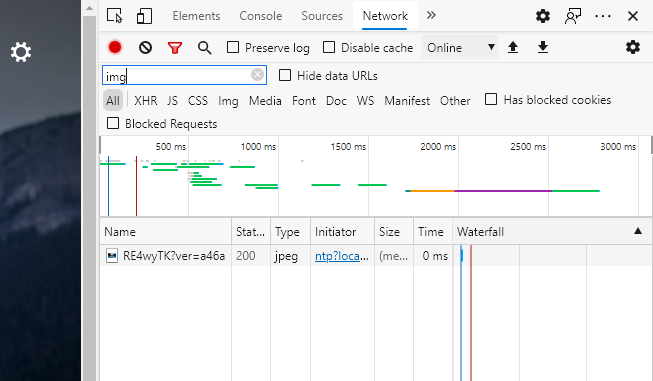 Elements Console Sources Network »
Preserve log Disable cache Online
img
Hide data URLs
All XHR JS CSS Img Media Font Doc WS Manifest Other Has blocked cookies
Blocked Requests
500 ms 1000 ms 1500 ms 2000 ms 2500 ms 3000 ms
Name Stat... Type Initiator Size Time Waterfall
RE4wyTK?ver=a46a 200 jpeg ntp?loca... (me... 0 ms